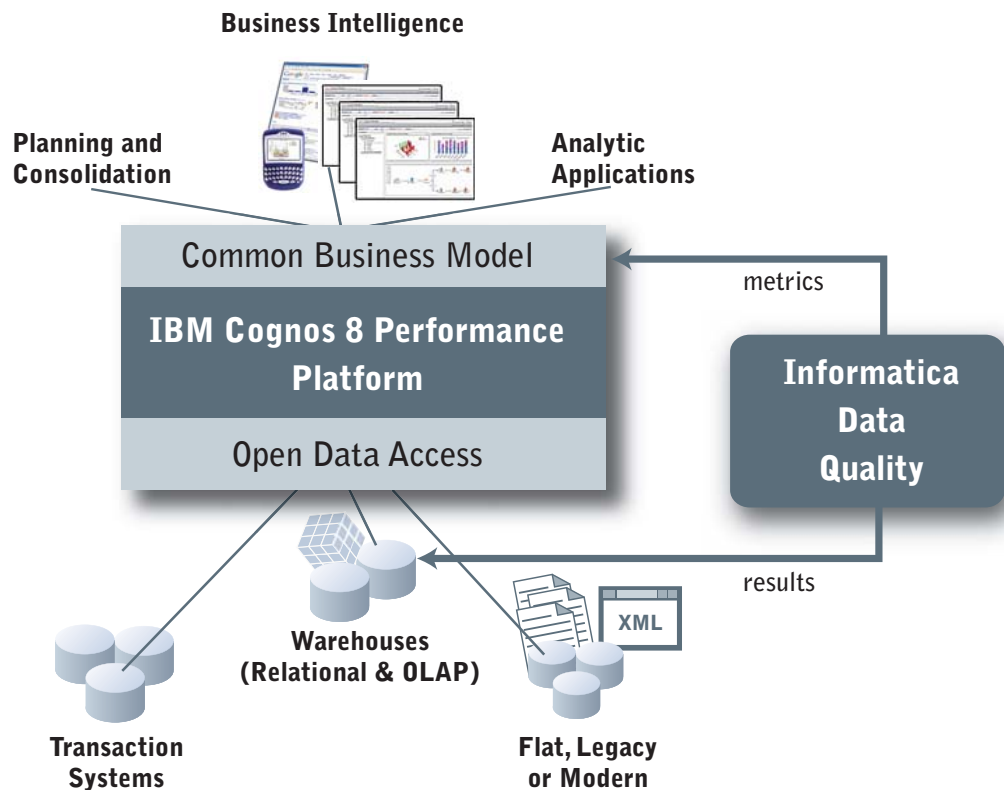 Business Intelligence
Planning and
Consolidation
Analytic
Applications
Common Business Model
IBM Cognos 8 Performance
Platform
Open Data Access
metrics
Informatica
Data
Quality
results
XML
Warehouses
(Relational & OLAP)
Transaction
Systems
Flat, Legacy
or Modern